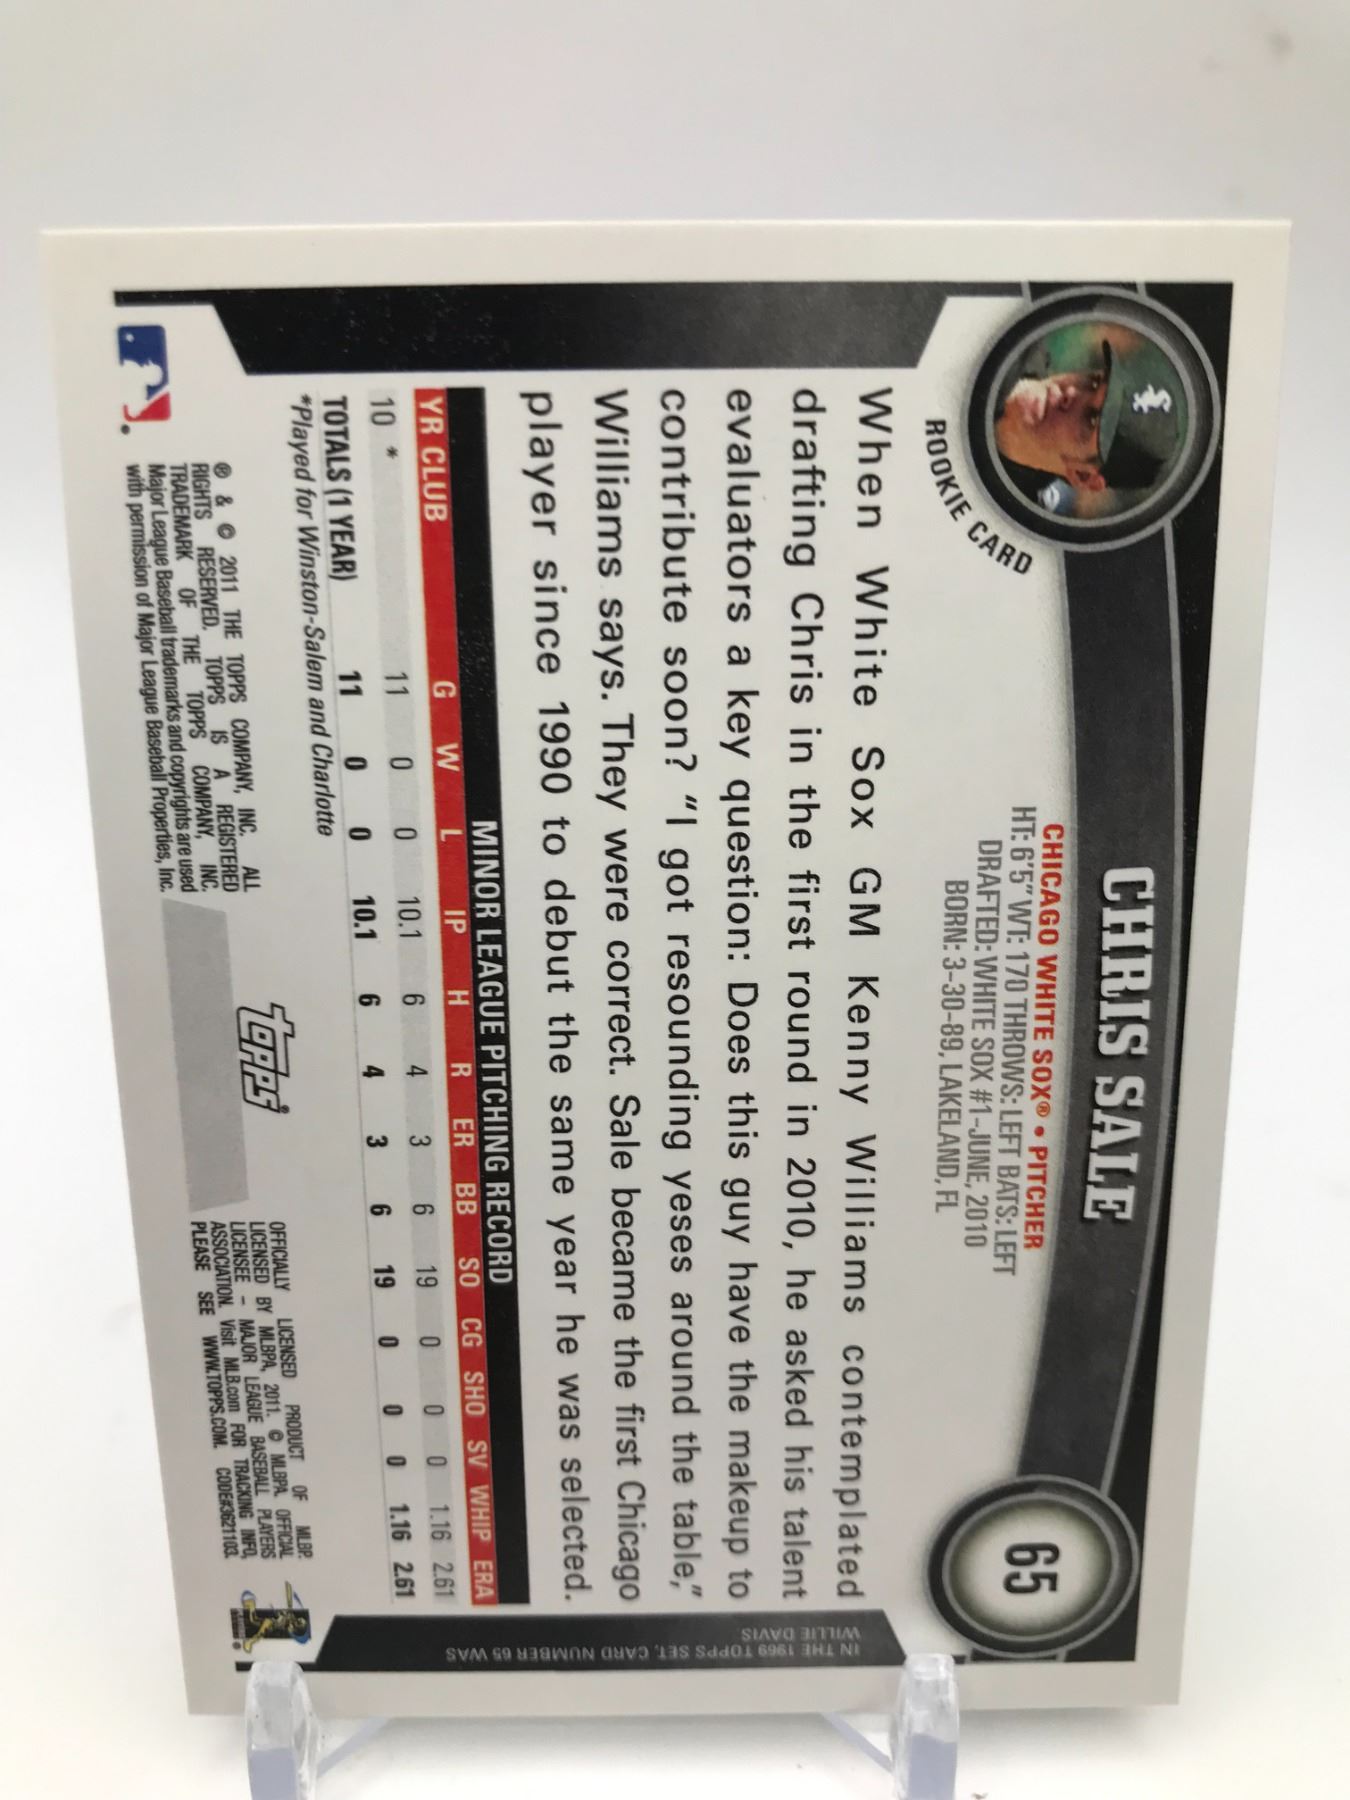 CHRIS SALE
65
ROOKIE CARD
CHICAGO WHITE SOX® • PITCHER
HT: 6'5" WT: 170 THROWS: LEFT BATS: LEFT
DRAFTED: WHITE SOX #1-JUNE, 2010
BORN: 3-30-89, LAKELAND, FL
When White Sox GM Kenny Williams contemplated
drafting Chris in the first round in 2010, he asked his talent
evaluators a key question: Does this guy have the makeup to
contribute soon? "I got resounding yeses around the table,"
Williams says. They were correct. Sale became the first Chicago
player since 1990 to debut the same year he was selected.
MINOR LEAGUE PITCHING RECORD
YR CLUB G W L IP H R ER BB SO CG SHO SV WHIP ERA
10 * 11 0 0 10.1 6 4 3 6 19 0 0 0 1.16 2.61
TOTALS (1 YEAR) 11 0 0 10.1 6 4 3 6 19 0 0 0 1.16 2.61
*Played for Winston-Salem and Charlotte
IN THE 1969 TOPPS SET, CARD NUMBER 65 WAS
WILLIE DAVIS
® & © 2011 THE TOPPS COMPANY, INC. ALL
RIGHTS RESERVED. TOPPS IS A REGISTERED
TRADEMARK OF THE TOPPS COMPANY, INC.
Major League Baseball trademarks and copyrights are used
with permission of Major League Baseball Properties, Inc.
topps
OFFICIALLY LICENSED PRODUCT OF MLBP.
LICENSED BY MLBPA, 2011. © MLBPA. OFFICIAL
LICENSEE – MAJOR LEAGUE BASEBALL PLAYERS
ASSOCIATION. Visit MLB.com FOR TRACKING INFO,
PLEASE SEE WWW.TOPPS.COM. CODE#3621103.